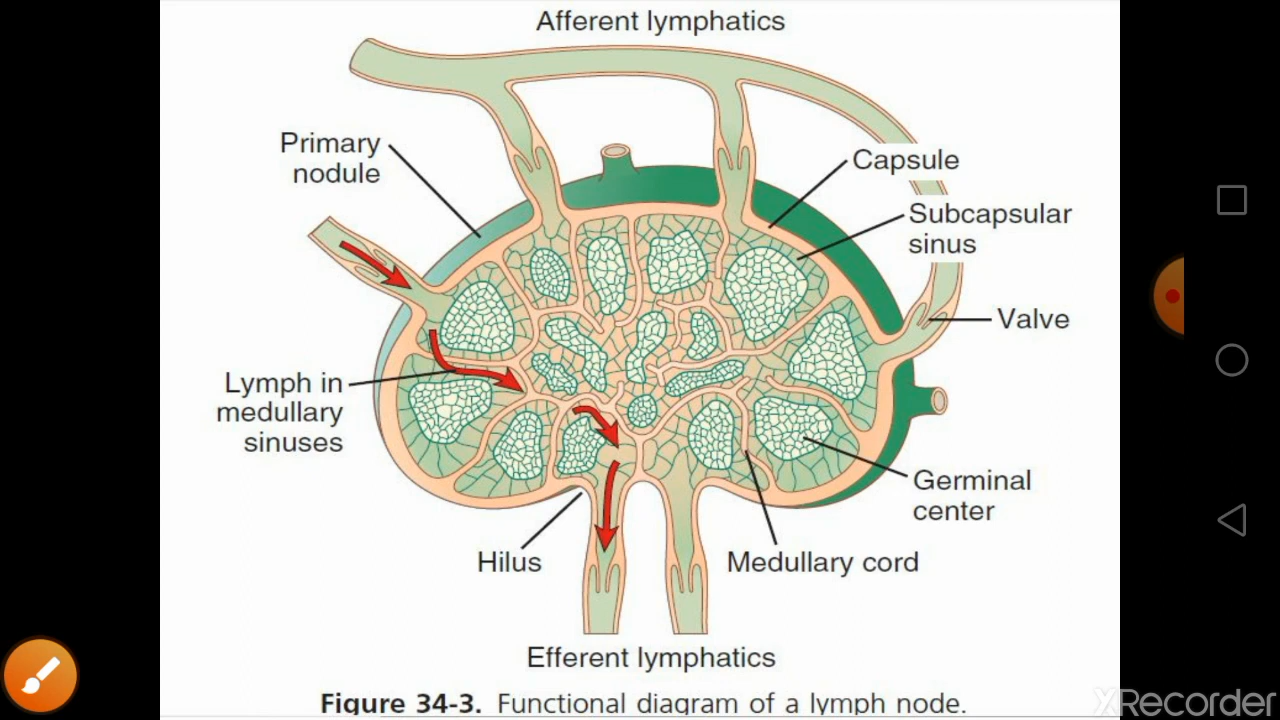 Afferent lymphatics
Primary
nodule
Capsule
Subcapsular
sinus
Valve
Lymph in
medullary
sinuses
Germinal
center
Hilus
Medullary cord
Efferent lymphatics
Figure 34-3. Functional diagram of a lymph node.
XRecorder